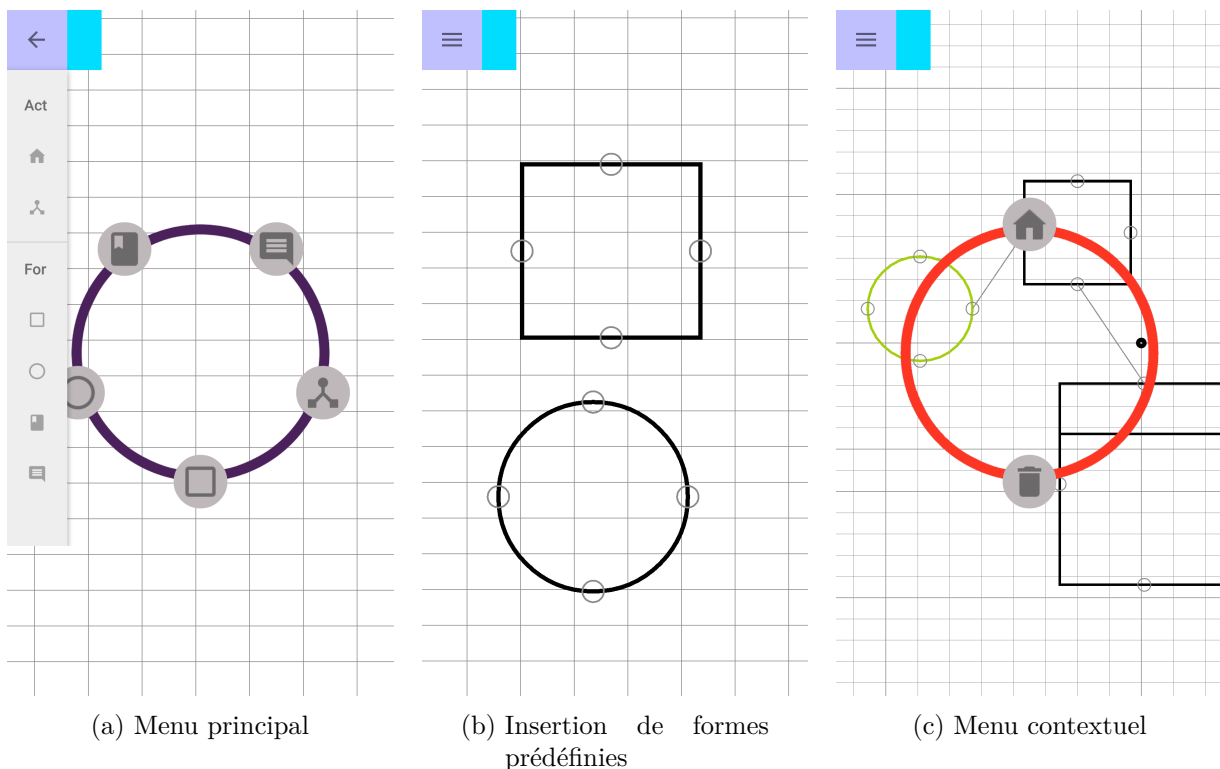 Act
For
(a) Menu principal
(b) Insertion de formes
prédéfinies
(c) Menu contextuel